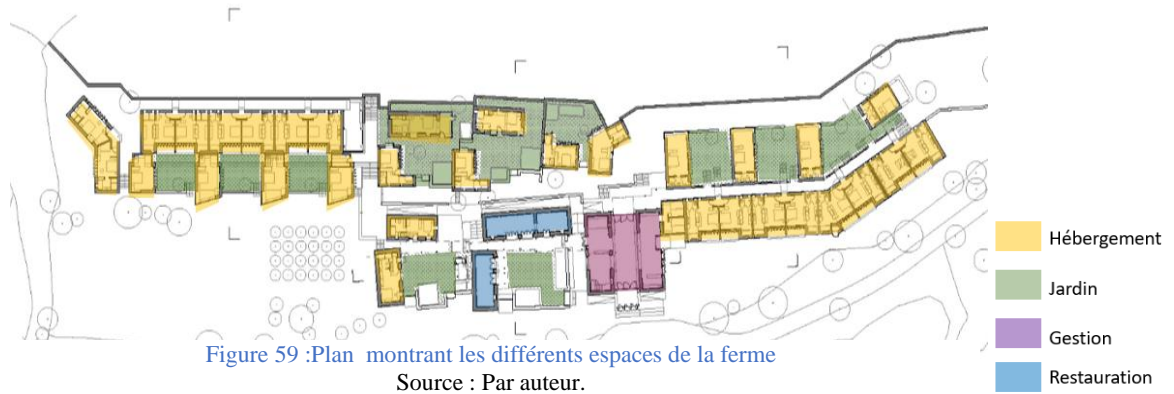 Hébergement
Jardin
Gestion
Restauration
Figure 59 :Plan montrant les différents espaces de la ferme
Source : Par auteur.